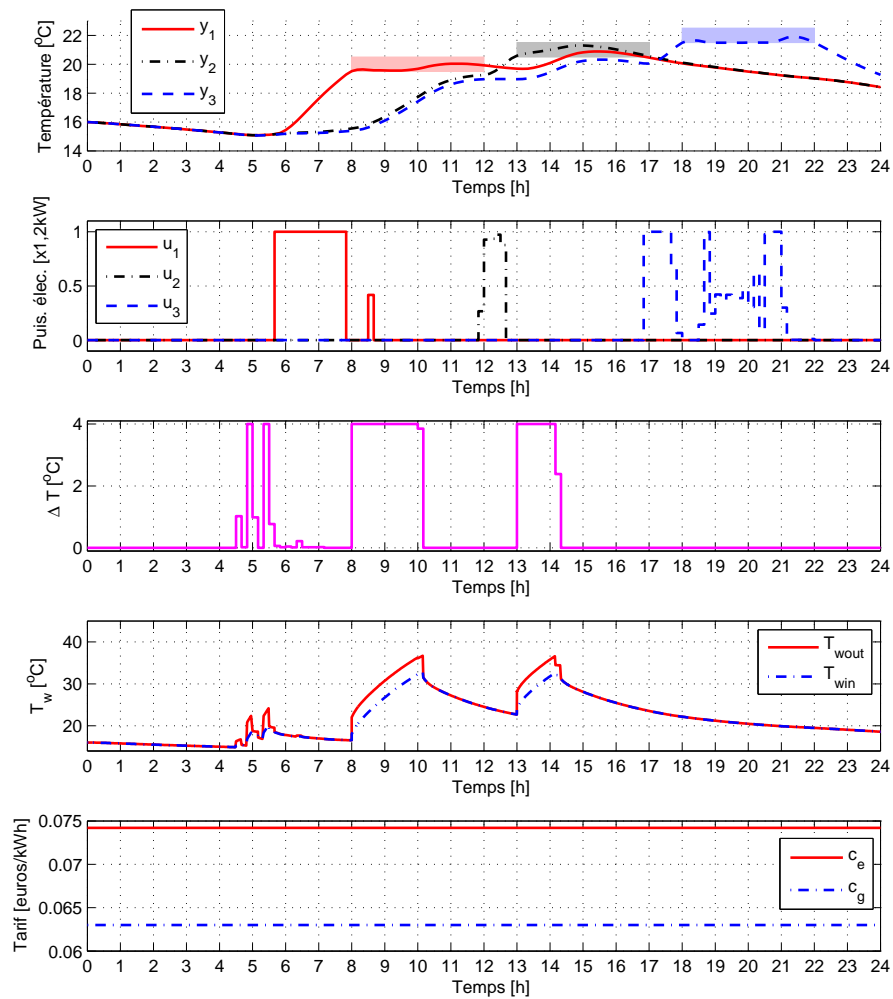 Température [°C]
22
20
18
16
14
y1
y2
y3
0 1 2 3 4 5 6 7 8 9 10 11 12 13 14 15 16 17 18 19 20 21 22 23 24
Temps [h]
Puis. élec. [x1,2kW]
1
0.5
0
u1
u2
u3
0 1 2 3 4 5 6 7 8 9 10 11 12 13 14 15 16 17 18 19 20 21 22 23 24
Temps [h]
Δ T [°C]
4
2
0
0 1 2 3 4 5 6 7 8 9 10 11 12 13 14 15 16 17 18 19 20 21 22 23 24
Temps [h]
Tw [°C]
40
30
20
Twout
Twin
0 1 2 3 4 5 6 7 8 9 10 11 12 13 14 15 16 17 18 19 20 21 22 23 24
Temps [h]
Tarif [euros/kWh]
0.075
0.07
0.065
0.06
ce
cg
0 1 2 3 4 5 6 7 8 9 10 11 12 13 14 15 16 17 18 19 20 21 22 23 24
Temps [h]